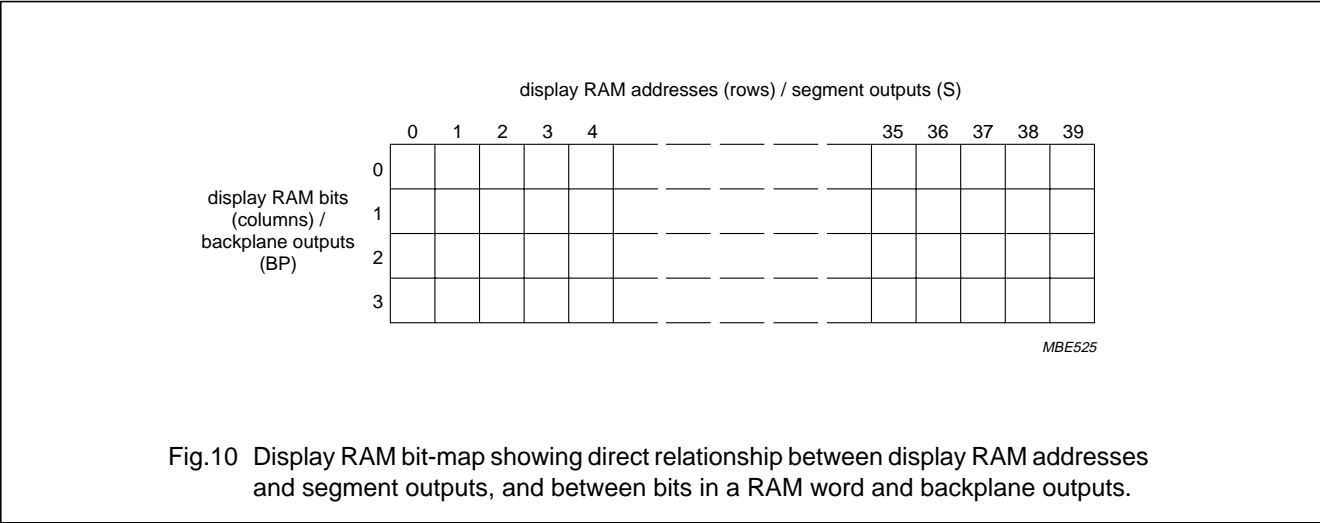 display RAM addresses (rows) / segment outputs (S)
0 1 2 3 4 35 36 37 38 39
0
display RAM bits
(columns) /
backplane outputs
(BP)
1
2
3
MBE525
Fig.10 Display RAM bit-map showing direct relationship between display RAM addresses
and segment outputs, and between bits in a RAM word and backplane outputs.